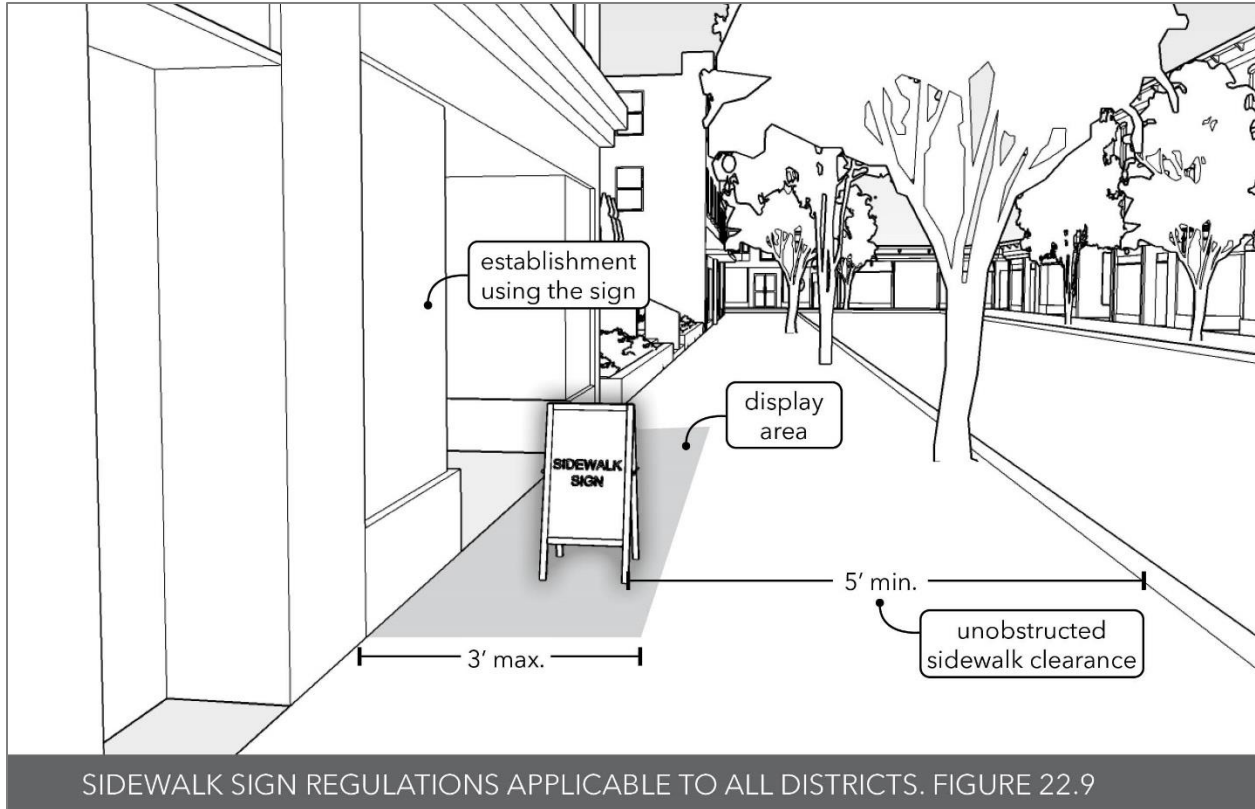 establishment
using the sign
display
area
SIDEWALK
SIGN
5’ min.
unobstructed
sidewalk clearance
3’ max.
SIDEWALK SIGN REGULATIONS APPLICABLE TO ALL DISTRICTS. FIGURE 22.9